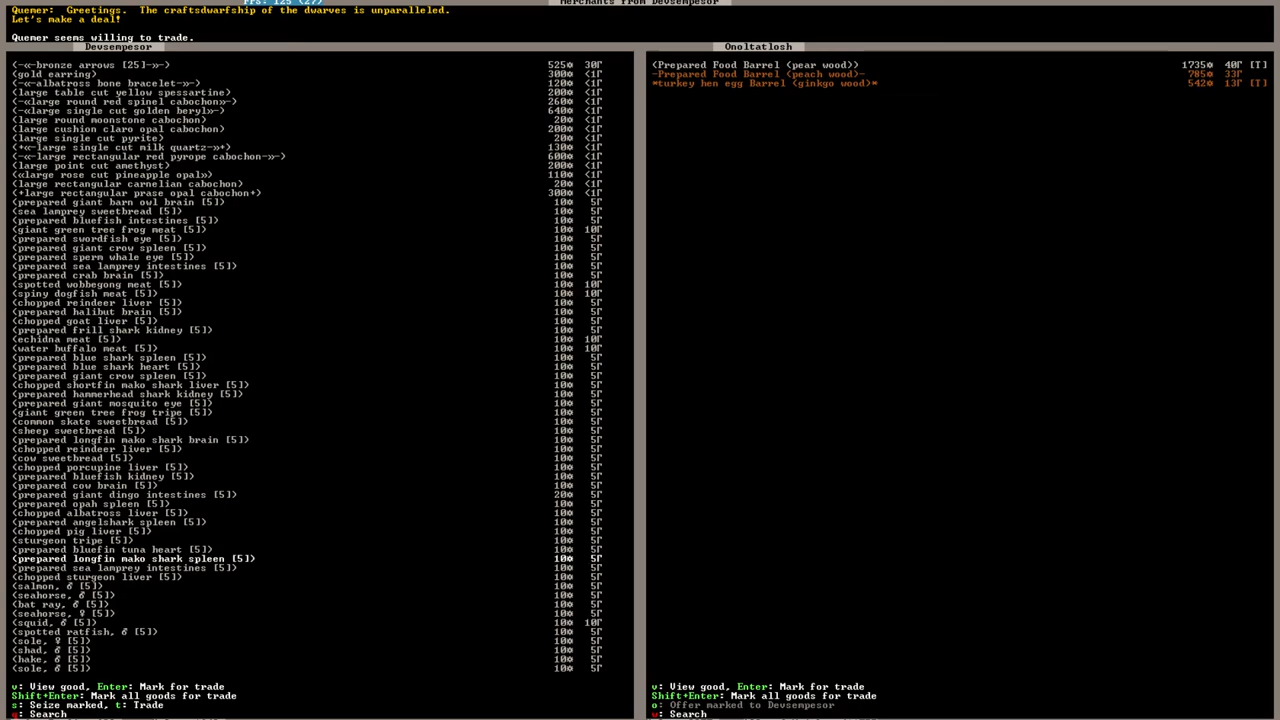 FPS: 125 (27)
Merchants from Devsempesor
Quemer: Greetings. The craftsdwarfship of the dwarves is unparalleled.
Let's make a deal!
Quemer seems willing to trade.
Devsempesor
Onoltatlosh
(-«-bronze arrows [25]-»-) 525☼ 30Γ
(gold earring) 300☼ <1Γ
(-«-albatross bone bracelet-»-) 120☼ <1Γ
(large table cut yellow spessartine) 200☼ <1Γ
(-«large round red spinel cabochon»-) 260☼ <1Γ
(-«large single cut golden beryl»-) 640☼ <1Γ
(large round moonstone cabochon) 20☼ <1Γ
(large cushion claro opal cabochon) 200☼ <1Γ
(large single cut pyrite) 20☼ <1Γ
(+«-large single cut milk quartz-»+) 130☼ <1Γ
(-«-large rectangular red pyrope cabochon-»-) 600☼ <1Γ
(large point cut amethyst) 200☼ <1Γ
(«large rose cut pineapple opal») 110☼ <1Γ
(large rectangular carnelian cabochon) 20☼ <1Γ
(+large rectangular prase opal cabochon+) 300☼ <1Γ
(prepared giant barn owl brain [5]) 10☼ 5Γ
(sea lamprey sweetbread [5]) 10☼ 5Γ
(prepared bluefish intestines [5]) 10☼ 5Γ
(giant green tree frog meat [5]) 10☼ 10Γ
(prepared swordfish eye [5]) 10☼ 5Γ
(prepared giant crow spleen [5]) 10☼ 5Γ
(prepared sperm whale eye [5]) 10☼ 5Γ
(prepared sea lamprey intestines [5]) 10☼ 5Γ
(prepared crab brain [5]) 10☼ 5Γ
(spotted wobbegong meat [5]) 10☼ 10Γ
(spiny dogfish meat [5]) 10☼ 10Γ
(chopped reindeer liver [5]) 10☼ 5Γ
(prepared halibut brain [5]) 10☼ 5Γ
(chopped goat liver [5]) 10☼ 5Γ
(prepared frill shark kidney [5]) 10☼ 5Γ
(echidna meat [5]) 10☼ 10Γ
(water buffalo meat [5]) 10☼ 10Γ
(prepared blue shark spleen [5]) 10☼ 5Γ
(prepared blue shark heart [5]) 10☼ 5Γ
(prepared giant crow spleen [5]) 10☼ 5Γ
(chopped shortfin mako shark liver [5]) 10☼ 5Γ
(prepared hammerhead shark kidney [5]) 10☼ 5Γ
(prepared giant mosquito eye [5]) 10☼ 5Γ
(giant green tree frog tripe [5]) 10☼ 5Γ
(common skate sweetbread [5]) 10☼ 5Γ
(sheep sweetbread [5]) 10☼ 5Γ
(prepared longfin mako shark brain [5]) 10☼ 5Γ
(chopped reindeer liver [5]) 10☼ 5Γ
(cow sweetbread [5]) 10☼ 5Γ
(chopped porcupine liver [5]) 10☼ 5Γ
(prepared bluefish kidney [5]) 10☼ 5Γ
(prepared cow brain [5]) 10☼ 5Γ
(prepared giant dingo intestines [5]) 20☼ 5Γ
(prepared opah spleen [5]) 10☼ 5Γ
(chopped albatross liver [5]) 10☼ 5Γ
(prepared angelshark spleen [5]) 10☼ 5Γ
(chopped pig liver [5]) 10☼ 5Γ
(sturgeon tripe [5]) 10☼ 5Γ
(prepared bluefin tuna heart [5]) 10☼ 5Γ
(prepared longfin mako shark spleen [5]) 10☼ 5Γ
(prepared sea lamprey intestines [5]) 10☼ 5Γ
(chopped sturgeon liver [5]) 10☼ 5Γ
(salmon, ♂ [5]) 10☼ 5Γ
(seahorse, ♂ [5]) 10☼ 5Γ
(bat ray, ♂ [5]) 10☼ 5Γ
(seahorse, ♀ [5]) 10☼ 5Γ
(squid, ♂ [5]) 10☼ 10Γ
(spotted ratfish, ♂ [5]) 10☼ 5Γ
(sole, ♀ [5]) 10☼ 5Γ
(shad, ♂ [5]) 10☼ 5Γ
(hake, ♂ [5]) 10☼ 5Γ
(sole, ♂ [5]) 10☼ 5Γ
v: View good, Enter: Mark for trade
Shift+Enter: Mark all goods for trade
s: Seize marked, t: Trade
q: Search
(Prepared Food Barrel (pear wood)) 1735☼ 40Γ [T]
-Prepared Food Barrel (peach wood)- 785☼ 33Γ
*turkey hen egg Barrel (ginkgo wood)* 542☼ 13Γ [T]
v: View good, Enter: Mark for trade
Shift+Enter: Mark all goods for trade
o: Offer marked to Devsempesor
w: Search